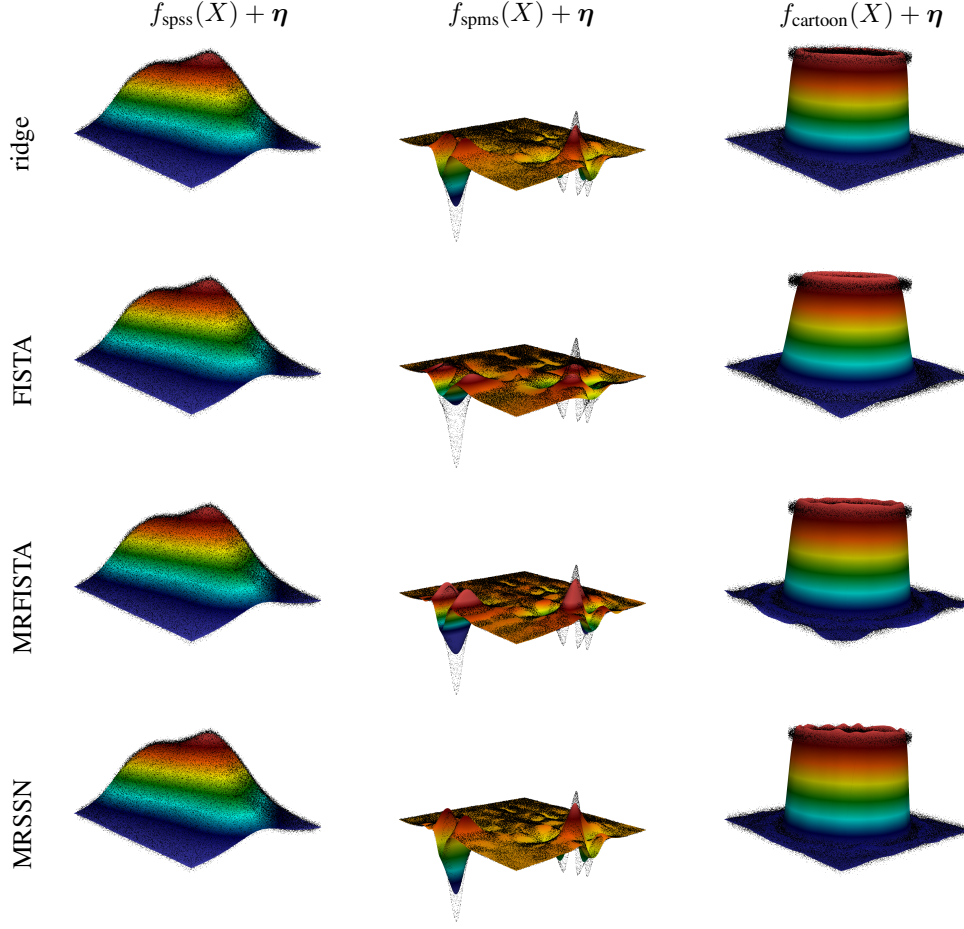 f_spss(X) + η f_spms(X) + η f_cartoon(X) + η
ridge
FISTA
MRFISTA
MRSSN